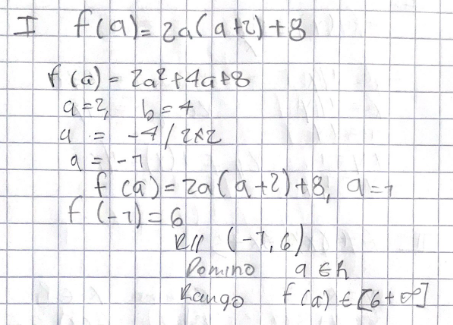 I f(a)=2a(a+2)+8
f(a)=2a²+4a+8
a=2, b=4
a = -4/2*2
a = -1
f(a)=2a(a+2)+8, a=1
f(-1)=6
R// (-1,6)
Domino a ∈ h
Rango f(a) ∈ [6+∞]